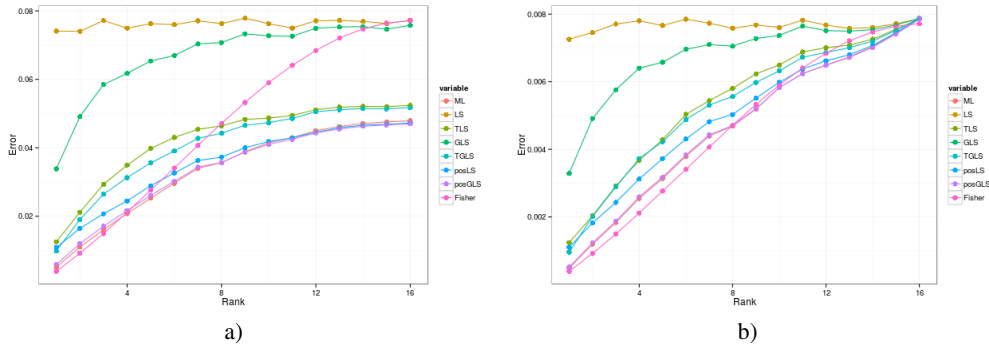 0.08
0.06
0.04
0.02
Error
4
8
12
16
Rank
variable
ML
LS
TLS
GLS
TGLS
posLS
posGLS
Fisher
a)
0.008
0.006
0.004
0.002
Error
4
8
12
16
Rank
variable
ML
LS
TLS
GLS
TGLS
posLS
posGLS
Fisher
b)